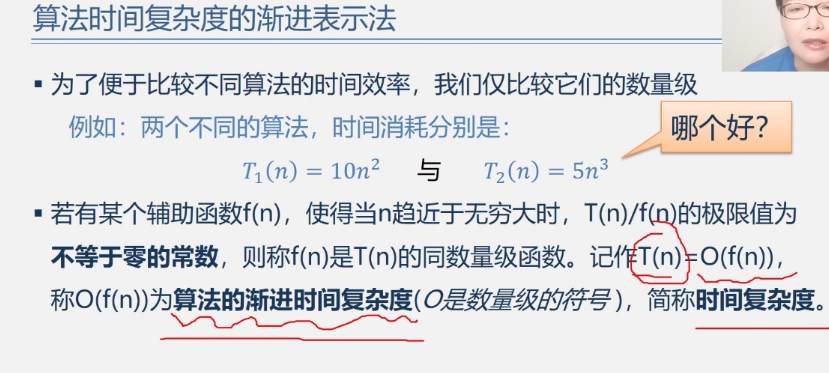 算法时间复杂度的渐进表示法
▪ 为了便于比较不同算法的时间效率，我们仅比较它们的数量级
例如：两个不同的算法，时间消耗分别是：
哪个好？
T₁(n) = 10n² 与 T₂(n) = 5n³
▪ 若有某个辅助函数f(n)，使得当n趋近于无穷大时，T(n)/f(n)的极限值为
不等于零的常数，则称f(n)是T(n)的同数量级函数。记作T(n)=O(f(n))，
称O(f(n))为算法的渐进时间复杂度(O是数量级的符号 )，简称时间复杂度。